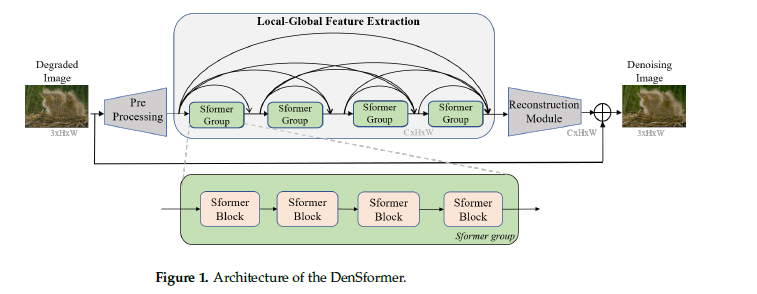 Local-Global Feature Extraction
Degraded
Image
Denoising
Image
Pre
Processing
Sformer
Group
Sformer
Group
Sformer
Group
Sformer
Group
Reconstruction
Module
3xHxW
CxHxW
CxHxW
3xHxW
Sformer
Block
Sformer
Block
Sformer
Block
Sformer
Block
Sformer group
Figure 1. Architecture of the DenSformer.